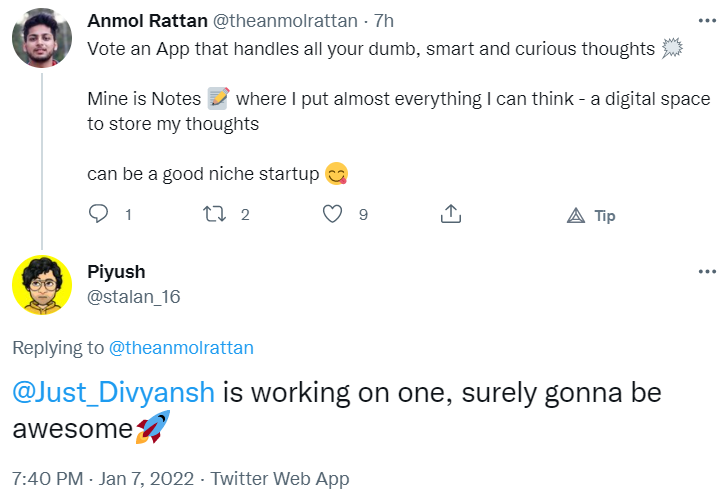 Anmol Rattan @theanmolrattan · 7h
Vote an App that handles all your dumb, smart and curious thoughts 🗯
Mine is Notes 📝 where I put almost everything I can think - a digital space
to store my thoughts
can be a good niche startup 😋
1 2 9 Tip
Piyush
@stalan_16
Replying to @theanmolrattan
@Just_Divyansh is working on one, surely gonna be
awesome🚀
7:40 PM · Jan 7, 2022 · Twitter Web App